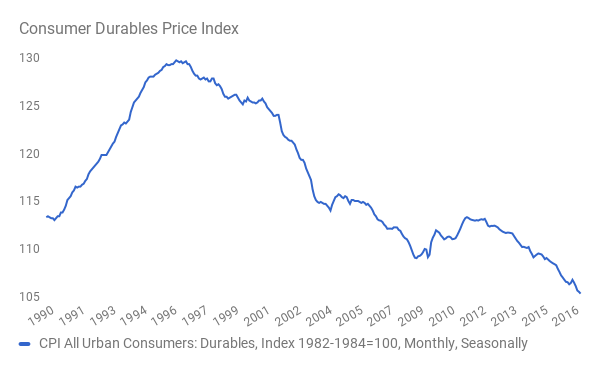 Consumer Durables Price Index
130
125
120
115
110
105
1990 1991 1993 1994 1996 1997 1999 2001 2002 2004 2005 2007 2009 2010 2012 2013 2015 2016
CPI All Urban Consumers: Durables, Index 1982-1984=100, Monthly, Seasonally